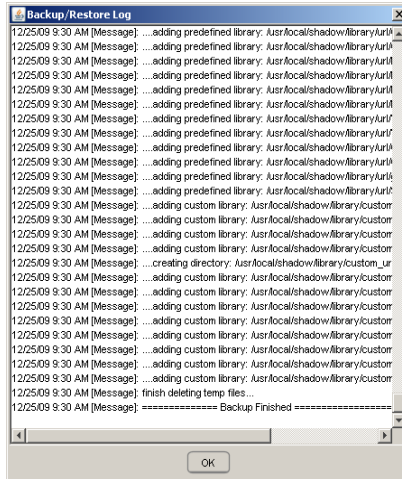 Backup/Restore Log
12/25/09 9:30 AM [Message]: ....adding predefined library: /usr/local/shadow/library/url/
12/25/09 9:30 AM [Message]: ....adding predefined library: /usr/local/shadow/library/url/
12/25/09 9:30 AM [Message]: ....adding predefined library: /usr/local/shadow/library/url/
12/25/09 9:30 AM [Message]: ....adding predefined library: /usr/local/shadow/library/url/
12/25/09 9:30 AM [Message]: ....adding predefined library: /usr/local/shadow/library/url/
12/25/09 9:30 AM [Message]: ....adding predefined library: /usr/local/shadow/library/url/
12/25/09 9:30 AM [Message]: ....adding predefined library: /usr/local/shadow/library/url/
12/25/09 9:30 AM [Message]: ....adding predefined library: /usr/local/shadow/library/url/
12/25/09 9:30 AM [Message]: ....adding predefined library: /usr/local/shadow/library/url/
12/25/09 9:30 AM [Message]: ....adding predefined library: /usr/local/shadow/library/url/
12/25/09 9:30 AM [Message]: ....adding predefined library: /usr/local/shadow/library/url/
12/25/09 9:30 AM [Message]: ....adding predefined library: /usr/local/shadow/library/url/
12/25/09 9:30 AM [Message]: ....adding custom library: /usr/local/shadow/library/custom
12/25/09 9:30 AM [Message]: ....adding custom library: /usr/local/shadow/library/custom
12/25/09 9:30 AM [Message]: ....adding custom library: /usr/local/shadow/library/custom
12/25/09 9:30 AM [Message]: ....adding custom library: /usr/local/shadow/library/custom
12/25/09 9:30 AM [Message]: ....creating directory: /usr/local/shadow/library/custom_ur
12/25/09 9:30 AM [Message]: ....adding custom library: /usr/local/shadow/library/custom
12/25/09 9:30 AM [Message]: ....adding custom library: /usr/local/shadow/library/custom
12/25/09 9:30 AM [Message]: ....adding custom library: /usr/local/shadow/library/custom
12/25/09 9:30 AM [Message]: ....adding custom library: /usr/local/shadow/library/custom
12/25/09 9:30 AM [Message]: ....adding custom library: /usr/local/shadow/library/custom
12/25/09 9:30 AM [Message]: ....adding custom library: /usr/local/shadow/library/custom
12/25/09 9:30 AM [Message]: ....adding custom library: /usr/local/shadow/library/custom
12/25/09 9:30 AM [Message]: ....adding custom library: /usr/local/shadow/library/custom
12/25/09 9:30 AM [Message]: finish deleting temp files...
12/25/09 9:30 AM [Message]: ============== Backup Finished ==================
OK